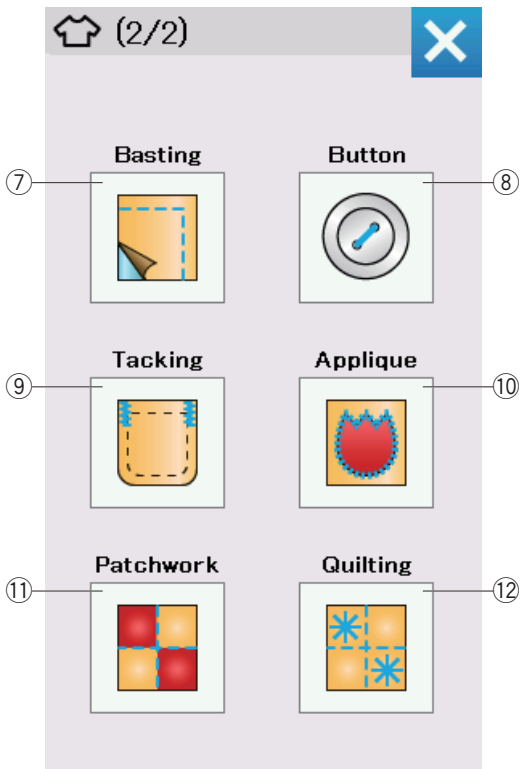 (2/2)
Basting Button
⑦ ⑧
Tacking Applique
⑨ ⑩
Patchwork Quilting
⑪ ⑫